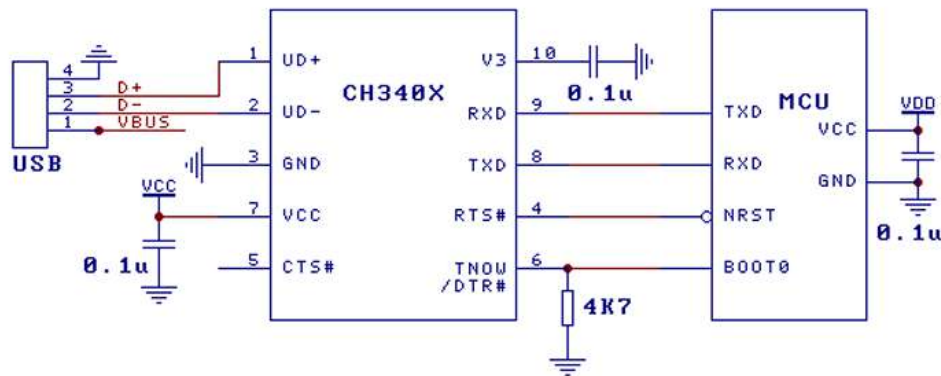 1 UD+ V3 10
4
3 D+ CH340X 0.1u MCU
2 D- 2 UD- RXD 9 TXD VDD
1 VBUS VCC
USB
3 GND TXD 8 RXD
GND
VCC
7 VCC RTS# 4 NRST
0.1u
0.1u 5 CTS# TNOW 6 BOOT0
/DTR#
4K7